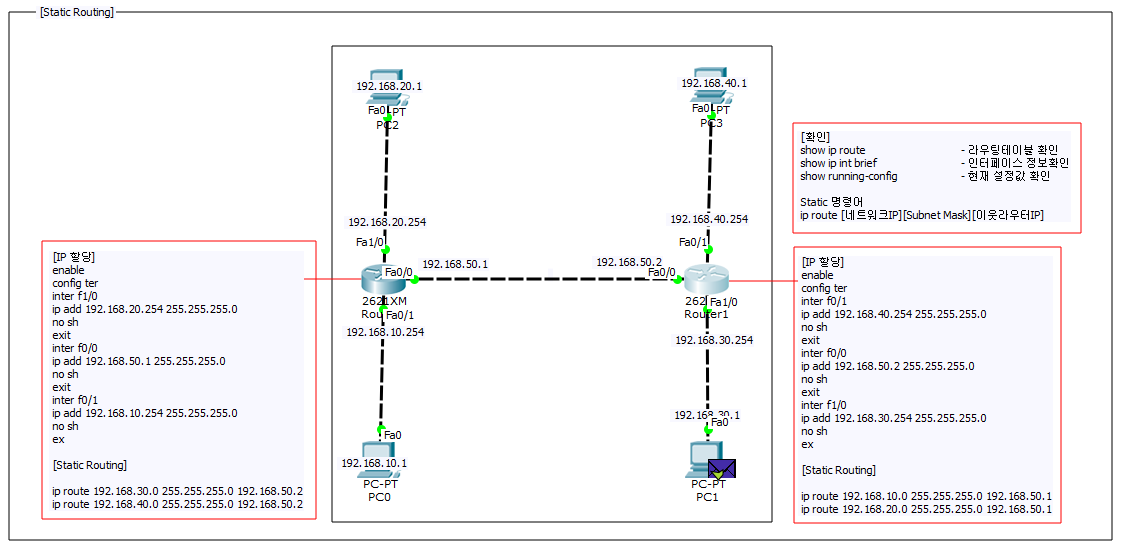 [Static Routing]
192.168.20.1
Fa0
-PT
PC2
192.168.40.1
Fa0
-PT
PC3
[확인]
show ip route - 라우팅테이블 확인
show ip int brief - 인터페이스 정보확인
show running-config - 현재 설정값 확인
Static 명령어
ip route [네트워크IP][Subnet Mask][이웃라우터IP]
192.168.20.254
Fa1/0
192.168.40.254
Fa0/1
192.168.50.1
Fa0/0
192.168.50.2
Fa0/0
2621XM
Rou
Fa0/1
192.168.10.254
262
Fa1/0
Router1
192.168.30.254
[IP 할당]
enable
config ter
inter f1/0
ip add 192.168.20.254 255.255.255.0
no sh
exit
inter f0/0
ip add 192.168.50.1 255.255.255.0
no sh
exit
inter f0/1
ip add 192.168.10.254 255.255.255.0
no sh
ex
[Static Routing]
ip route 192.168.30.0 255.255.255.0 192.168.50.2
ip route 192.168.40.0 255.255.255.0 192.168.50.2
[IP 할당]
enable
config ter
inter f0/1
ip add 192.168.40.254 255.255.255.0
no sh
exit
inter f0/0
ip add 192.168.50.2 255.255.255.0
no sh
exit
inter f1/0
ip add 192.168.30.254 255.255.255.0
no sh
ex
[Static Routing]
ip route 192.168.10.0 255.255.255.0 192.168.50.1
ip route 192.168.20.0 255.255.255.0 192.168.50.1
Fa0
192.168.10.1
PC-PT
PC0
192.168.30.1
Fa0
PC-PT
PC1